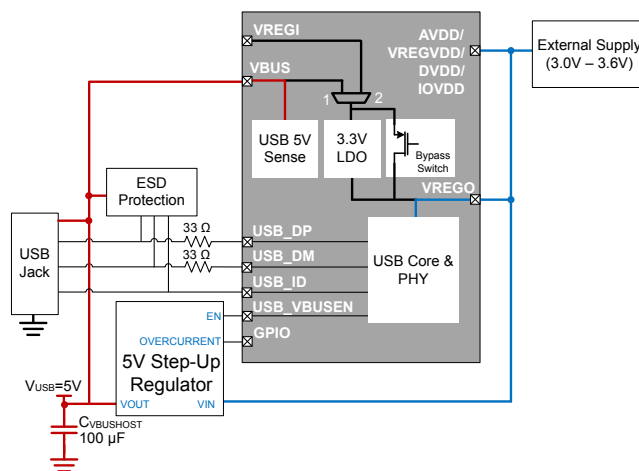 VREGI
AVDD/
VREGVDD/
DVDD/
IOVDD
External Supply
(3.0V – 3.6V)
VBUS
1
2
USB 5V
Sense
3.3V
LDO
Bypass
Switch
ESD
Protection
VREGO
33 Ω
USB_DP
33 Ω
USB_DM
USB
Jack
USB Core &
PHY
USB_ID
USB_VBUSEN
EN
GPIO
OVERCURRENT
5V Step-Up
Regulator
VUSB=5V
VOUT
VIN
CVBUSHOST
100 µF